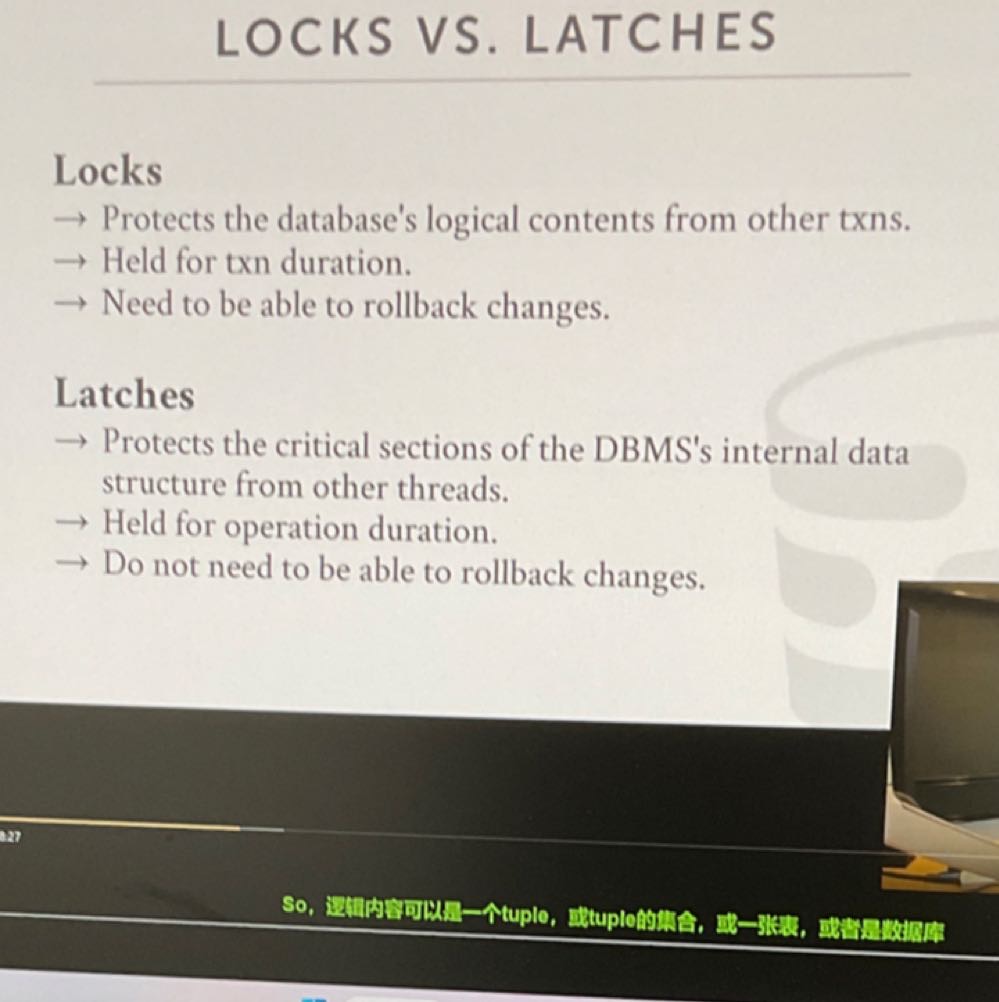 LOCKS VS. LATCHES
Locks
→ Protects the database's logical contents from other txns.
→ Held for txn duration.
→ Need to be able to rollback changes.
Latches
→ Protects the critical sections of the DBMS's internal data
structure from other threads.
→ Held for operation duration.
→ Do not need to be able to rollback changes.
:27
So，逻辑内容可以是一个tuple，或tuple的集合，或一张表，或者是数据库